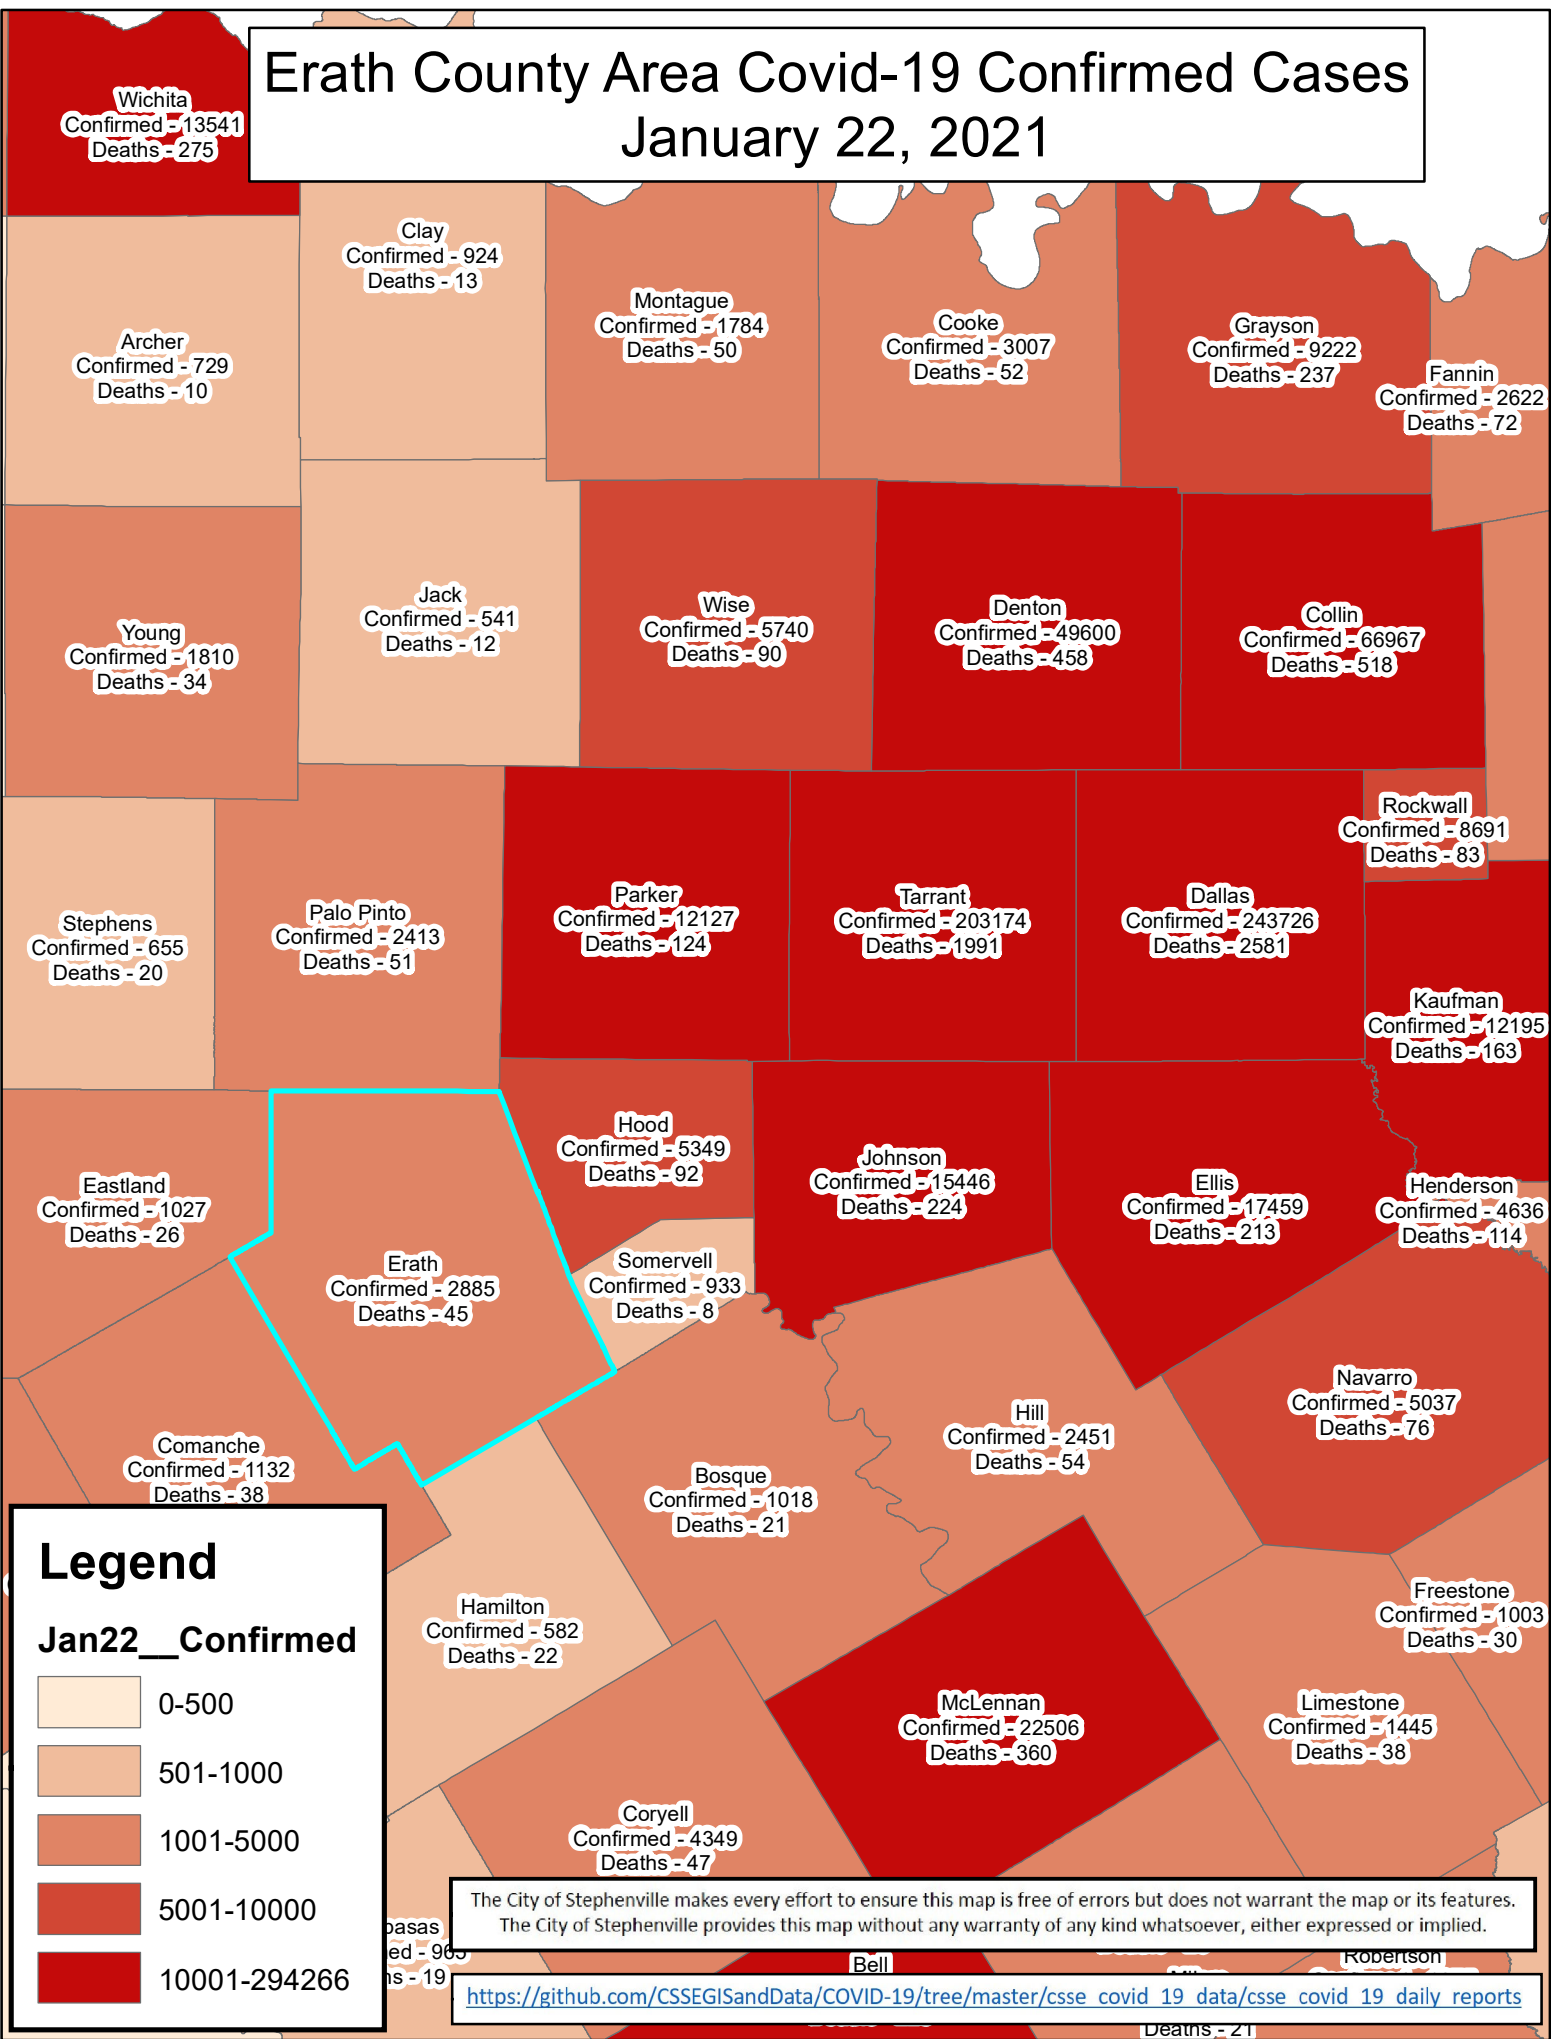 Erath County Area Covid-19 Confirmed Cases
January 22, 2021
Wichita
Confirmed - 13541
Deaths - 275
Clay
Confirmed - 924
Deaths - 13
Montague
Confirmed - 1784
Deaths - 50
Cooke
Confirmed - 3007
Deaths - 52
Grayson
Confirmed - 9222
Deaths - 237
Fannin
Confirmed - 2622
Deaths - 72
Archer
Confirmed - 729
Deaths - 10
Young
Confirmed - 1810
Deaths - 34
Jack
Confirmed - 541
Deaths - 12
Wise
Confirmed - 5740
Deaths - 90
Denton
Confirmed - 49600
Deaths - 458
Collin
Confirmed - 66967
Deaths - 518
Rockwall
Confirmed - 8691
Deaths - 83
Stephens
Confirmed - 655
Deaths - 20
Palo Pinto
Confirmed - 2413
Deaths - 51
Parker
Confirmed - 12127
Deaths - 124
Tarrant
Confirmed - 203174
Deaths - 1991
Dallas
Confirmed - 243726
Deaths - 2581
Kaufman
Confirmed - 12195
Deaths - 163
Eastland
Confirmed - 1027
Deaths - 26
Erath
Confirmed - 2885
Deaths - 45
Hood
Confirmed - 5349
Deaths - 92
Somervell
Confirmed - 933
Deaths - 8
Johnson
Confirmed - 15446
Deaths - 224
Ellis
Confirmed - 17459
Deaths - 213
Henderson
Confirmed - 4636
Deaths - 114
Navarro
Confirmed - 5037
Deaths - 76
Hill
Confirmed - 2451
Deaths - 54
Comanche
Confirmed - 1132
Deaths - 38
Bosque
Confirmed - 1018
Deaths - 21
Hamilton
Confirmed - 582
Deaths - 22
Freestone
Confirmed - 1003
Deaths - 30
McLennan
Confirmed - 22506
Deaths - 360
Limestone
Confirmed - 1445
Deaths - 38
Coryell
Confirmed - 4349
Deaths - 47
Legend
Jan22__Confirmed
0-500
501-1000
1001-5000
5001-10000
10001-294266
pasas
ed - 965
ns - 19
The City of Stephenville makes every effort to ensure this map is free of errors but does not warrant the map or its features.
The City of Stephenville provides this map without any warranty of any kind whatsoever, either expressed or implied.
Bell
Robertson
https://github.com/CSSEGISandData/COVID-19/tree/master/csse_covid_19_data/csse_covid_19_daily_reports
Deaths - 21